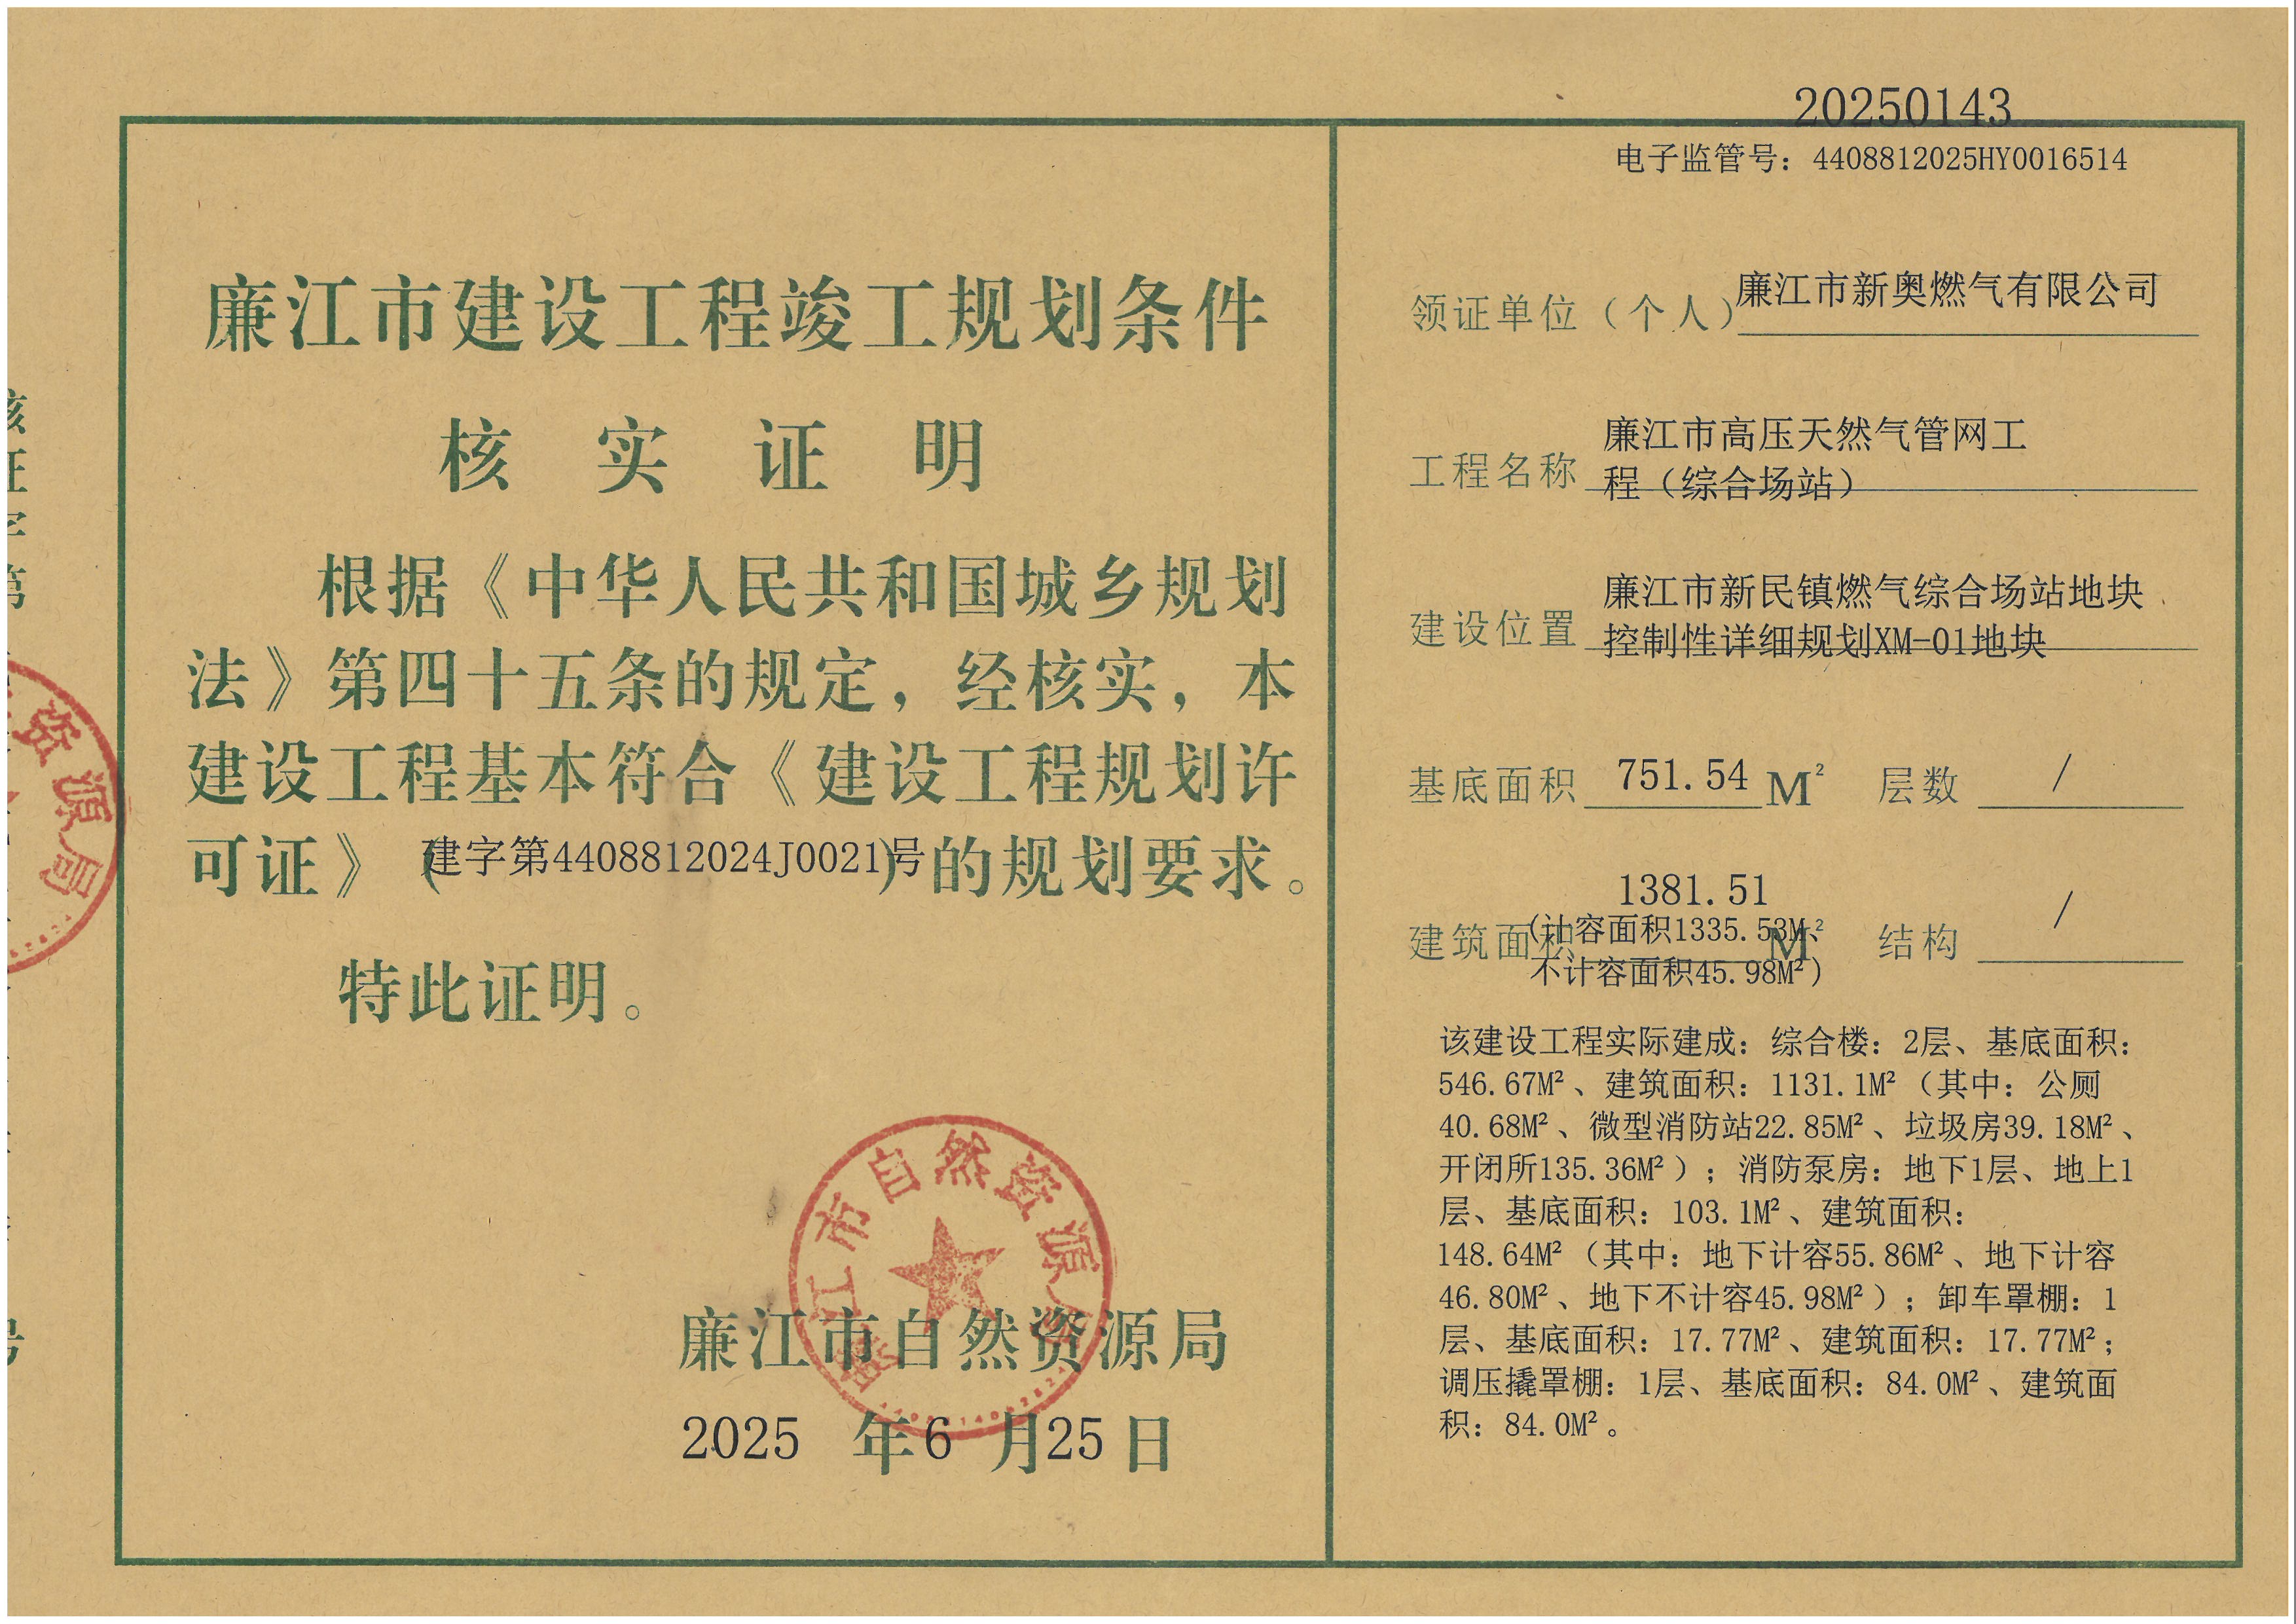 廉江市建设工程竣工规划条件
核实证明
根据《中华人民共和国城乡规划
法》第四十五条的规定，经核实，本
建设工程基本符合《建设工程规划许
可证》（建字第4408812024J0021号）的规划要求。
特此证明。
廉江市自然资源局
2025年6月25日
20250143
电子监管号：4408812025HY0016514
领证单位（个人）廉江市新奥燃气有限公司
工程名称 廉江市高压天然气管网工
程（综合场站）
建设位置 廉江市新民镇燃气综合场站地块
控制性详细规划XM-01地块
基底面积 751.54 M² 层数 /
建筑面积 1381.51 M² 结构 /
（计容面积1335.53M²、
不计容面积45.98M²）
该建设工程实际建成：综合楼：2层、基底面积：
546.67M²、建筑面积：1131.1M²（其中：公厕
40.68M²、微型消防站22.85M²、垃圾房39.18M²、
开闭所135.36M²）；消防泵房：地下1层、地上1
层、基底面积：103.1M²、建筑面积：
148.64M²（其中：地下计容55.86M²、地下计容
46.80M²、地下不计容45.98M²）；卸车罩棚：1
层、基底面积：17.77M²、建筑面积：17.77M²；
调压撬罩棚：1层、基底面积：84.0M²、建筑面
积：84.0M²。